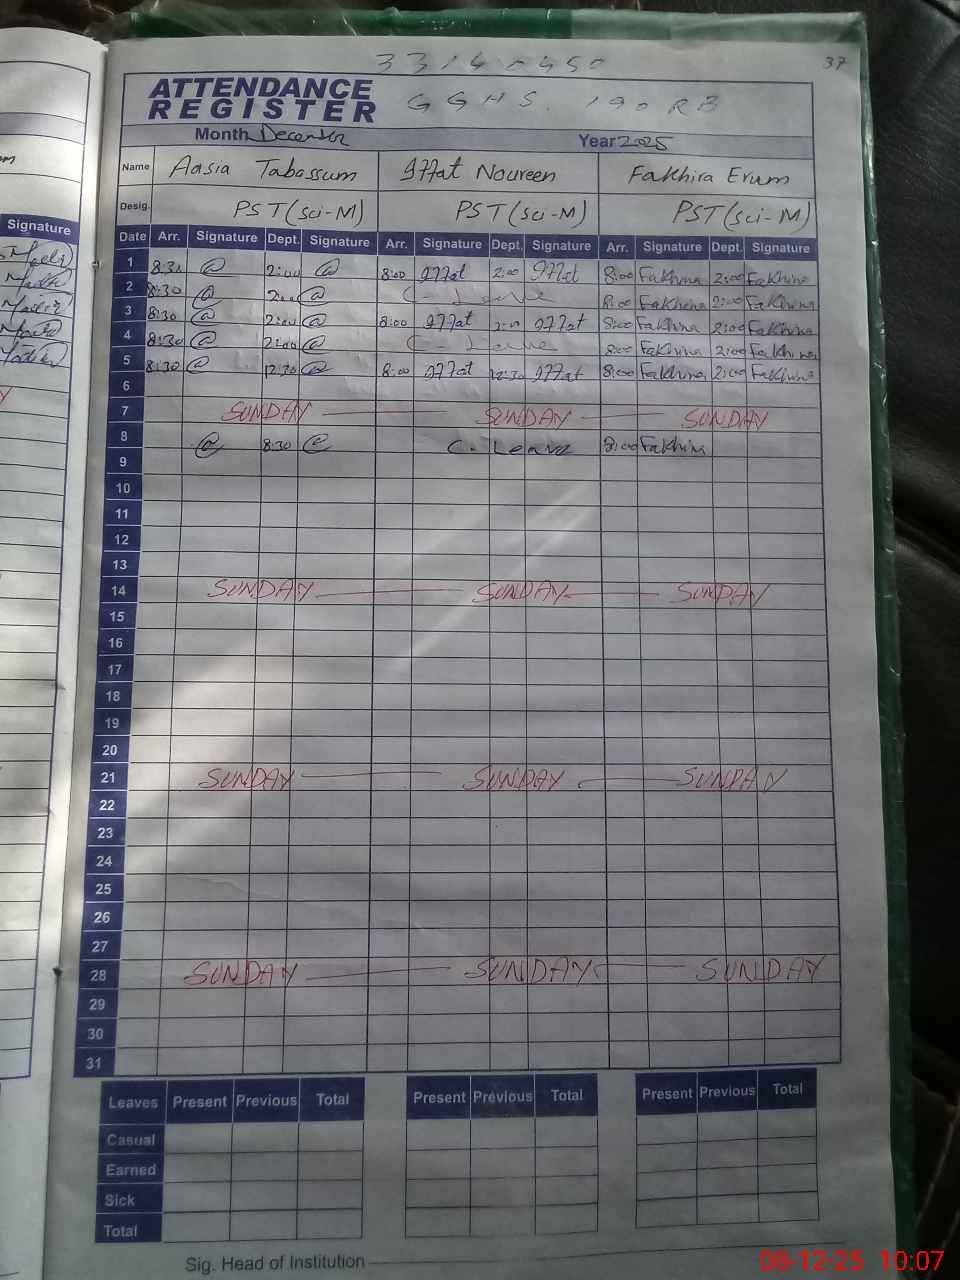 37
ATTENDANCE
REGISTER
GGHS. 190 RB
Month December Year 2025
Name Aasia Tabassum Iffat Noureen Fakhira Erum
Desig. PST(sci-M) PST(sci-M) PST(sci-M)
Signature
Date Arr. Signature Dept. Signature Arr. Signature Dept. Signature Arr. Signature Dept. Signature
1 8:30 2:00 8:00 Iffat 2:00 Iffat 8:00 Fakhira 2:00 Fakhira
2 8:30 2:00 C-Leave 8:00 Fakhira 2:00 Fakhira
3 8:30 2:00 8:00 Iffat 2:00 Iffat 8:00 Fakhira 2:00 Fakhira
4 8:30 2:00 C-Leave 8:00 Fakhira 2:00 Fakhira
5 8:30 12:30 8:00 Iffat 12:30 Iffat 8:00 Fakhira 2:00 Fakhira
6
7 SUNDAY SUNDAY SUNDAY
8 8:30 C. Leave 8:00 Fakhira
9
10
11
12
13
14 SUNDAY SUNDAY SUNDAY
15
16
17
18
19
20
21 SUNDAY SUNDAY SUNDAY
22
23
24
25
26
27
28 SUNDAY SUNDAY SUNDAY
29
30
31
Leaves Present Previous Total Present Previous Total Present Previous Total
Casual
Earned
Sick
Total
Sig. Head of Institution
08-12-25 10:07